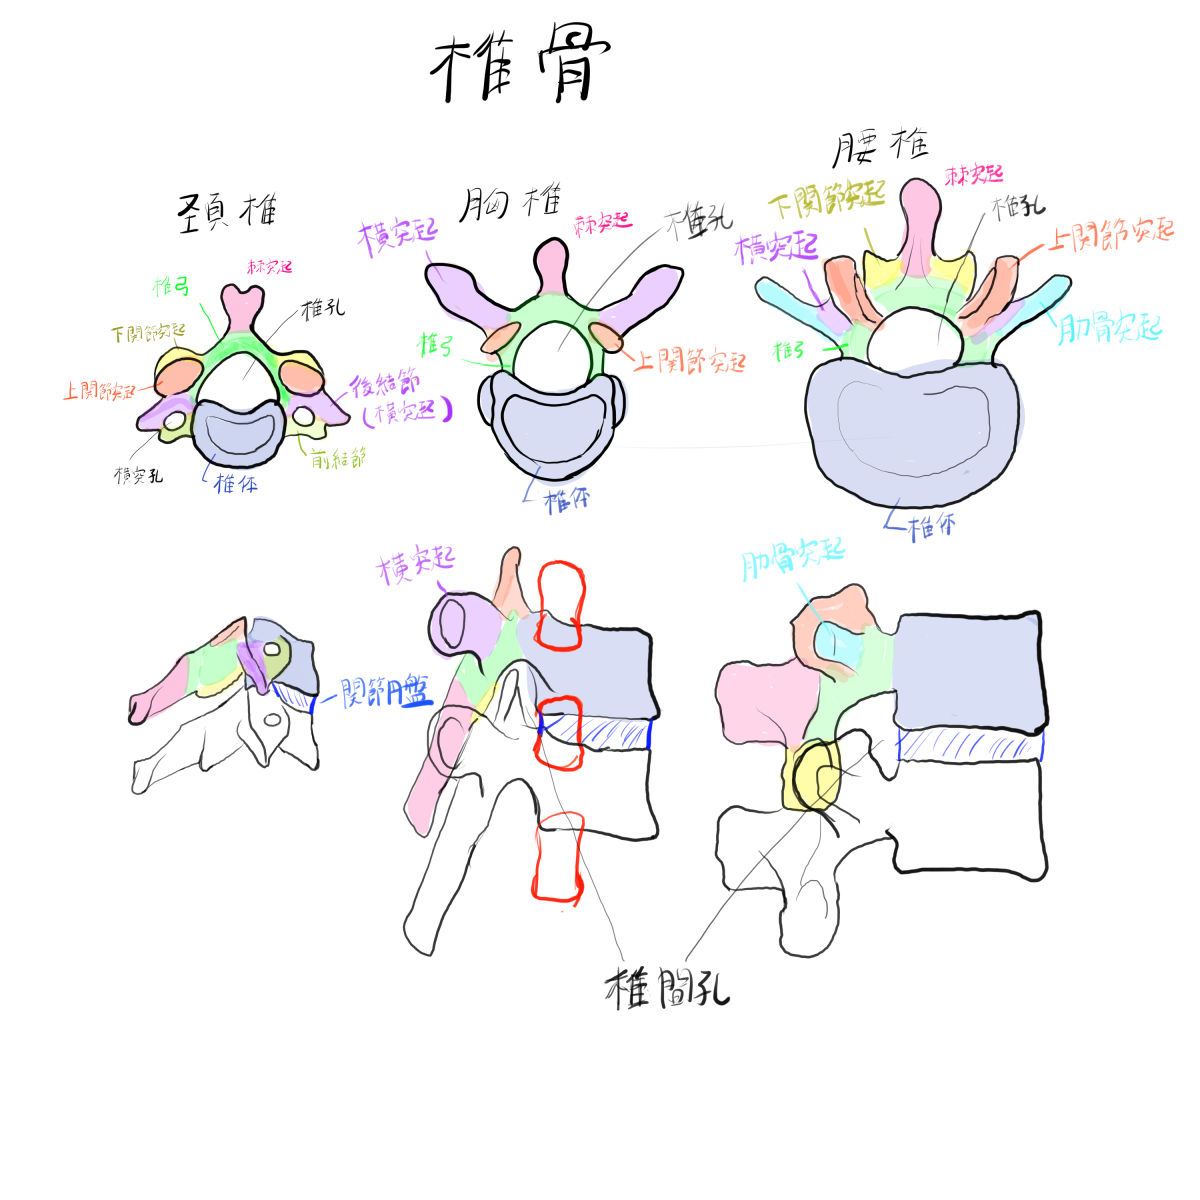 椎骨
頚椎
棘突起
椎弓
椎孔
下関節突起
上関節突起
後結節
(横突起)
横突孔
前結節
椎体
胸椎
横突起
棘突起
椎孔
椎弓
上関節突起
椎体
腰椎
棘突起
下関節突起
椎孔
横突起
上関節突起
肋骨突起
椎弓
椎体
関節円盤
横突起
肋骨突起
椎間孔